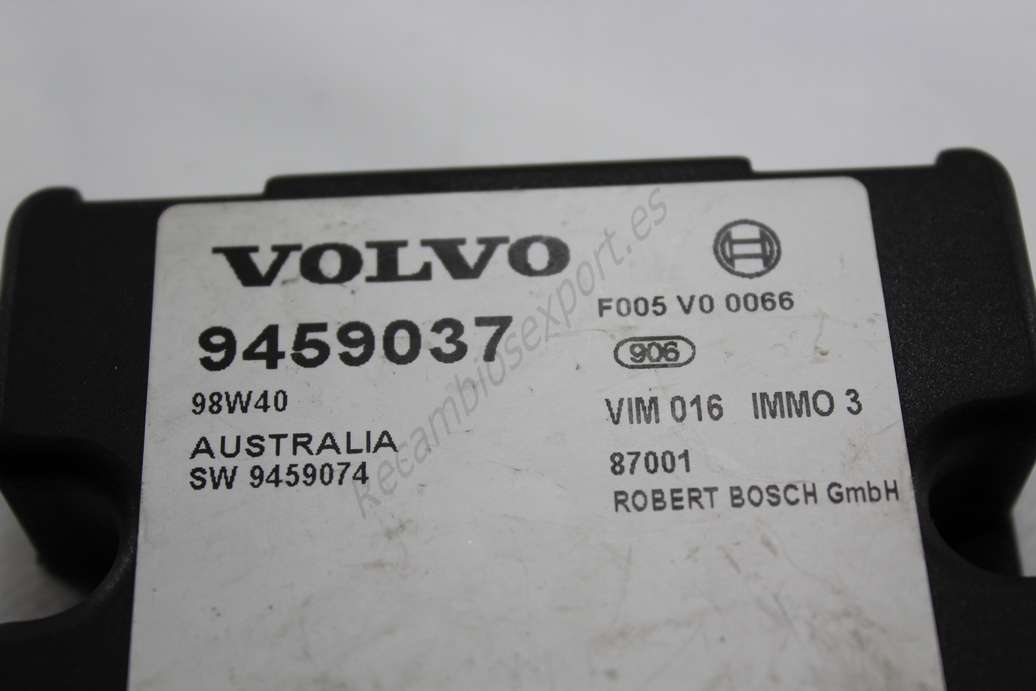 VOLVO
9459037
98W40
AUSTRALIA
SW 9459074
F005 V0 0066
906
VIM 016 IMMO 3
87001
ROBERT BOSCH GmbH
Recambiosexport.es